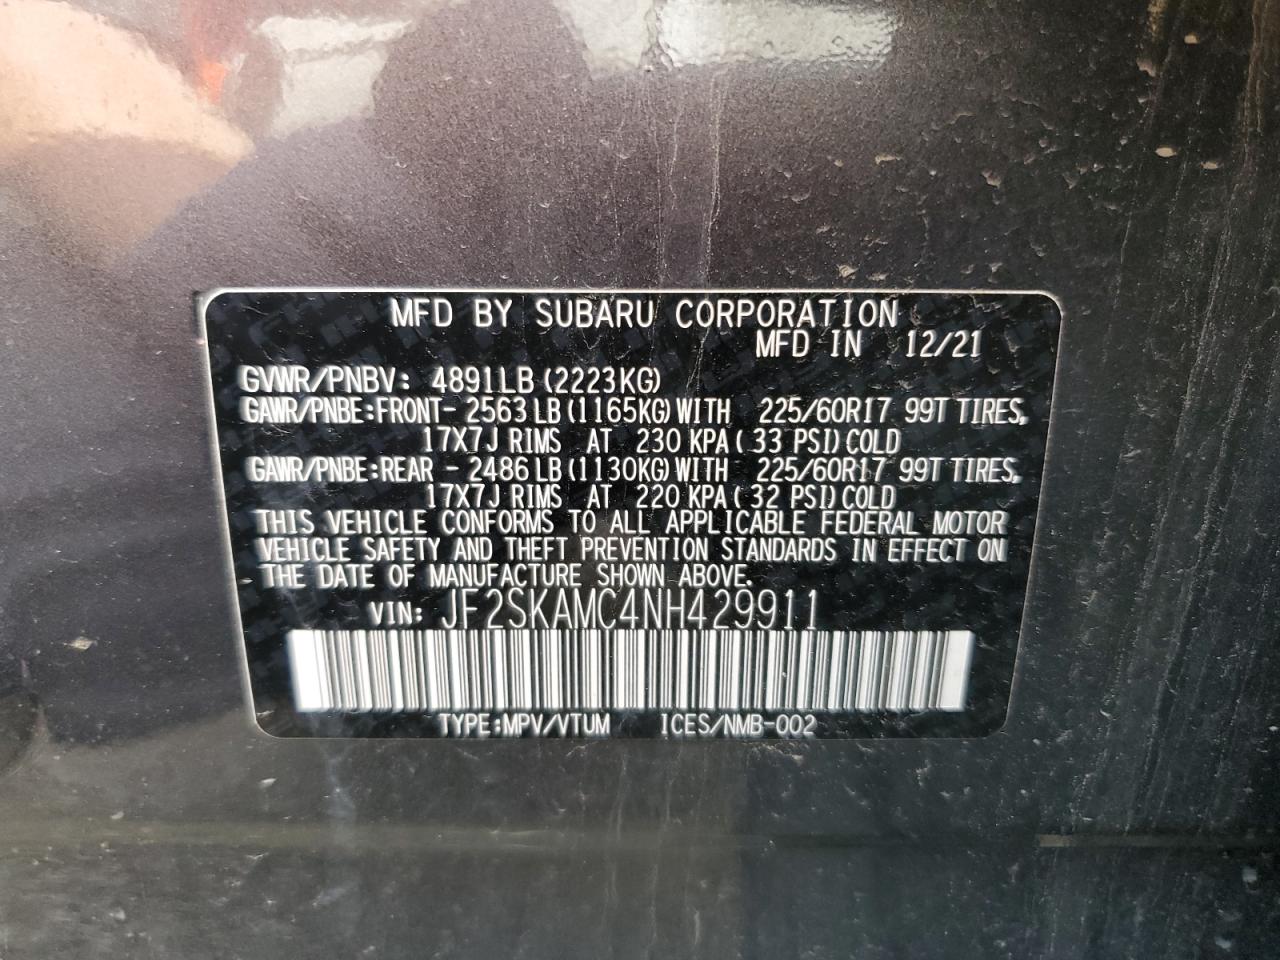 MFD BY SUBARU CORPORATION
MFD IN 12/21
GVWR/PNBV: 4891LB (2223KG)
GAWR/PNBE:FRONT- 2563LB (1165KG) WITH 225/60R17 99T TIRES,
17X7J RIMS AT 230 KPA( 33 PSI) COLD
GAWR/PNBE:REAR - 2486LB (1130KG) WITH 225/60R17 99T TIRES,
17X7J RIMS AT 220 KPA( 32 PSI) COLD
THIS VEHICLE CONFORMS TO ALL APPLICABLE FEDERAL MOTOR
VEHICLE SAFETY AND THEFT PREVENTION STANDARDS IN EFFECT ON
THE DATE OF MANUFACTURE SHOWN ABOVE.
VIN: JF2SKAMC4NH429911
TYPE:MPV/VTUM ICES/NMB-002